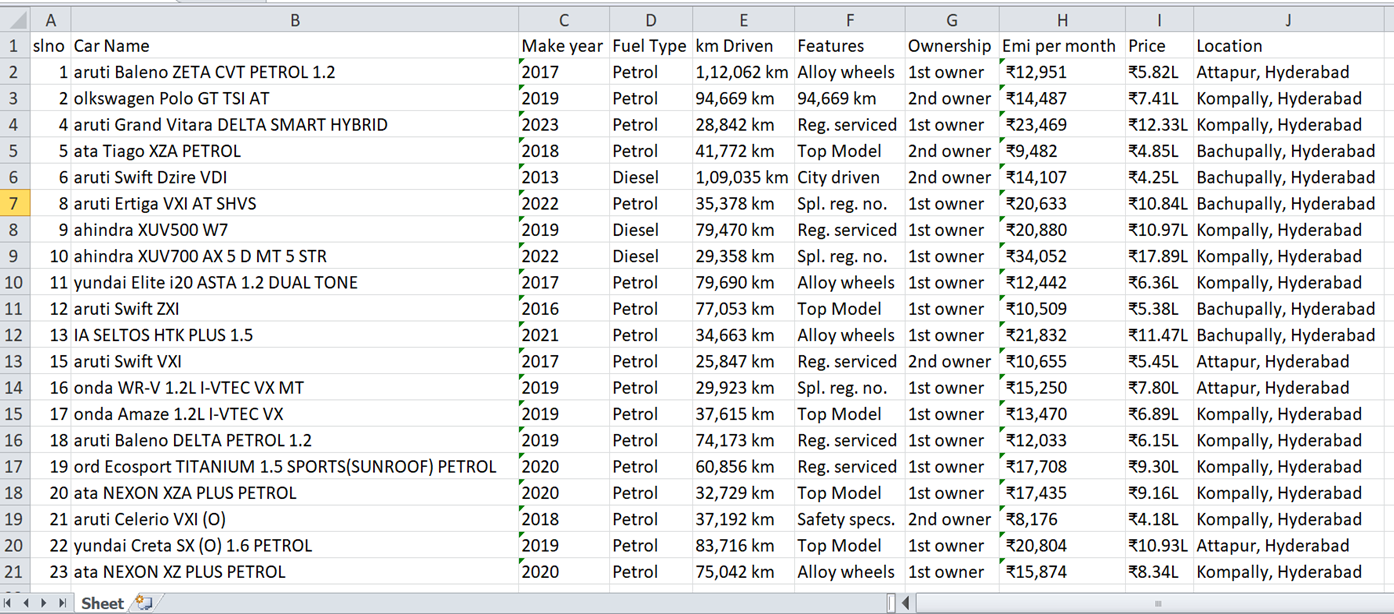 A B C D E F G H I J
1 slno Car Name Make year Fuel Type km Driven Features Ownership Emi per month Price Location
2 1 aruti Baleno ZETA CVT PETROL 1.2 2017 Petrol 1,12,062 km Alloy wheels 1st owner ₹12,951 ₹5.82L Attapur, Hyderabad
3 2 olkswagen Polo GT TSI AT 2019 Petrol 94,669 km 94,669 km 2nd owner ₹14,487 ₹7.41L Kompally, Hyderabad
4 4 aruti Grand Vitara DELTA SMART HYBRID 2023 Petrol 28,842 km Reg. serviced 1st owner ₹23,469 ₹12.33L Kompally, Hyderabad
5 5 ata Tiago XZA PETROL 2018 Petrol 41,772 km Top Model 2nd owner ₹9,482 ₹4.85L Bachupally, Hyderabad
6 6 aruti Swift Dzire VDI 2013 Diesel 1,09,035 km City driven 2nd owner ₹14,107 ₹4.25L Bachupally, Hyderabad
7 8 aruti Ertiga VXI AT SHVS 2022 Petrol 35,378 km Spl. reg. no. 1st owner ₹20,633 ₹10.84L Bachupally, Hyderabad
8 9 ahindra XUV500 W7 2019 Diesel 79,470 km Reg. serviced 1st owner ₹20,880 ₹10.97L Kompally, Hyderabad
9 10 ahindra XUV700 AX 5 D MT 5 STR 2022 Diesel 29,358 km Spl. reg. no. 1st owner ₹34,052 ₹17.89L Kompally, Hyderabad
10 11 yundai Elite i20 ASTA 1.2 DUAL TONE 2017 Petrol 79,690 km Alloy wheels 1st owner ₹12,442 ₹6.36L Kompally, Hyderabad
11 12 aruti Swift ZXI 2016 Petrol 77,053 km Top Model 1st owner ₹10,509 ₹5.38L Bachupally, Hyderabad
12 13 IA SELTOS HTK PLUS 1.5 2021 Petrol 34,663 km Alloy wheels 1st owner ₹21,832 ₹11.47L Bachupally, Hyderabad
13 15 aruti Swift VXI 2017 Petrol 25,847 km Reg. serviced 2nd owner ₹10,655 ₹5.45L Attapur, Hyderabad
14 16 onda WR-V 1.2L I-VTEC VX MT 2019 Petrol 29,923 km Spl. reg. no. 1st owner ₹15,250 ₹7.80L Attapur, Hyderabad
15 17 onda Amaze 1.2L I-VTEC VX 2019 Petrol 37,615 km Top Model 1st owner ₹13,470 ₹6.89L Kompally, Hyderabad
16 18 aruti Baleno DELTA PETROL 1.2 2019 Petrol 74,173 km Reg. serviced 1st owner ₹12,033 ₹6.15L Kompally, Hyderabad
17 19 ord Ecosport TITANIUM 1.5 SPORTS(SUNROOF) PETROL 2020 Petrol 60,856 km Reg. serviced 1st owner ₹17,708 ₹9.30L Kompally, Hyderabad
18 20 ata NEXON XZA PLUS PETROL 2020 Petrol 32,729 km Top Model 1st owner ₹17,435 ₹9.16L Kompally, Hyderabad
19 21 aruti Celerio VXI (O) 2018 Petrol 37,192 km Safety specs. 2nd owner ₹8,176 ₹4.18L Kompally, Hyderabad
20 22 yundai Creta SX (O) 1.6 PETROL 2019 Petrol 83,716 km Top Model 1st owner ₹20,804 ₹10.93L Attapur, Hyderabad
21 23 ata NEXON XZ PLUS PETROL 2020 Petrol 75,042 km Alloy wheels 1st owner ₹15,874 ₹8.34L Kompally, Hyderabad
Sheet